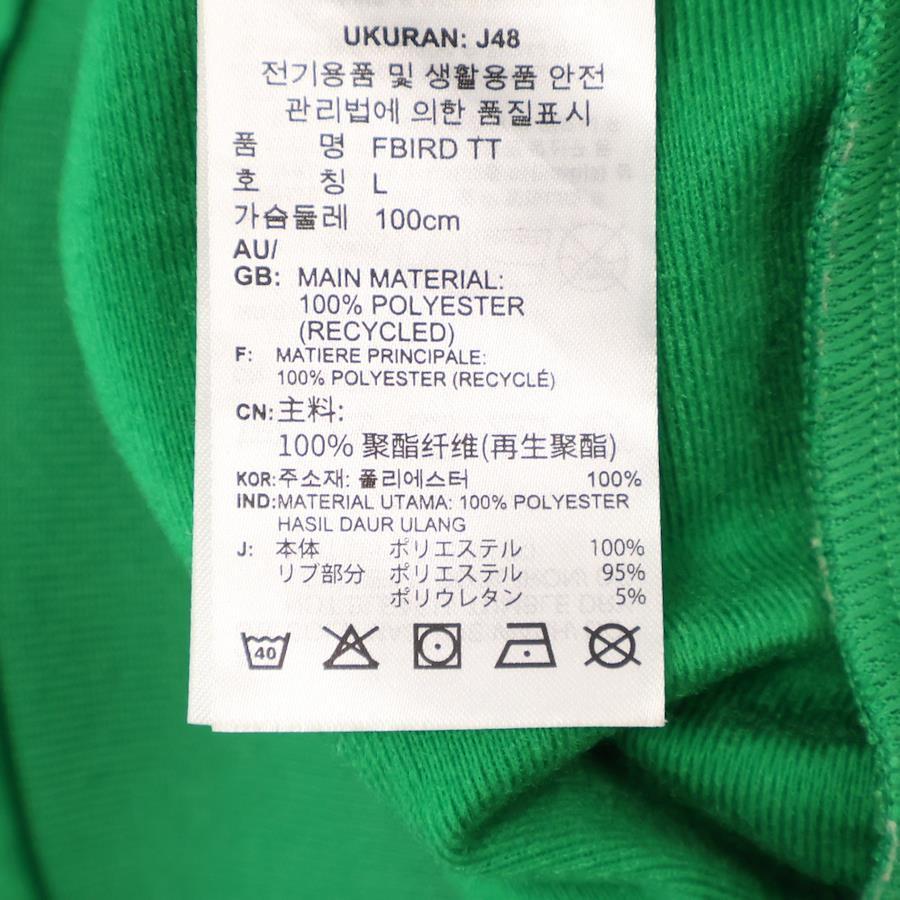 UKURAN: J48
전기용품 및 생활용품 안전
관리법에 의한 품질표시
품 명 FBIRD TT
호 칭 L
가슴둘레 100cm
AU/
GB: MAIN MATERIAL:
100% POLYESTER
(RECYCLED)
F: MATIERE PRINCIPALE:
100% POLYESTER (RECYCLÉ)
CN: 主料:
100% 聚酯纤维(再生聚酯)
KOR: 주소재: 폴리에스터 100%
IND: MATERIAL UTAMA: 100% POLYESTER
HASIL DAUR ULANG
J: 本体 ポリエステル 100%
リブ部分 ポリエステル 95%
ポリウレタン 5%
40